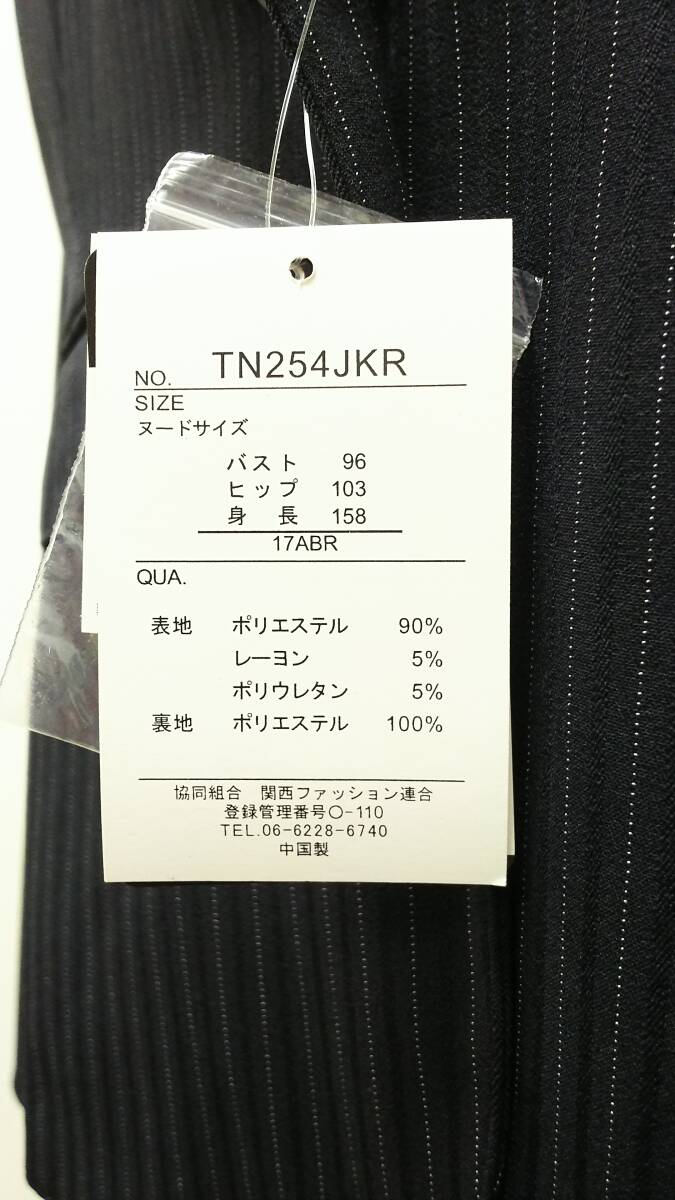 NO. TN254JKR
SIZE
ヌードサイズ
バスト 96
ヒップ 103
身長 158
17ABR
QUA.
表地 ポリエステル 90%
レーヨン 5%
ポリウレタン 5%
裏地 ポリエステル 100%
協同組合 関西ファッション連合
登録管理番号〇-110
TEL.06-6228-6740
中国製